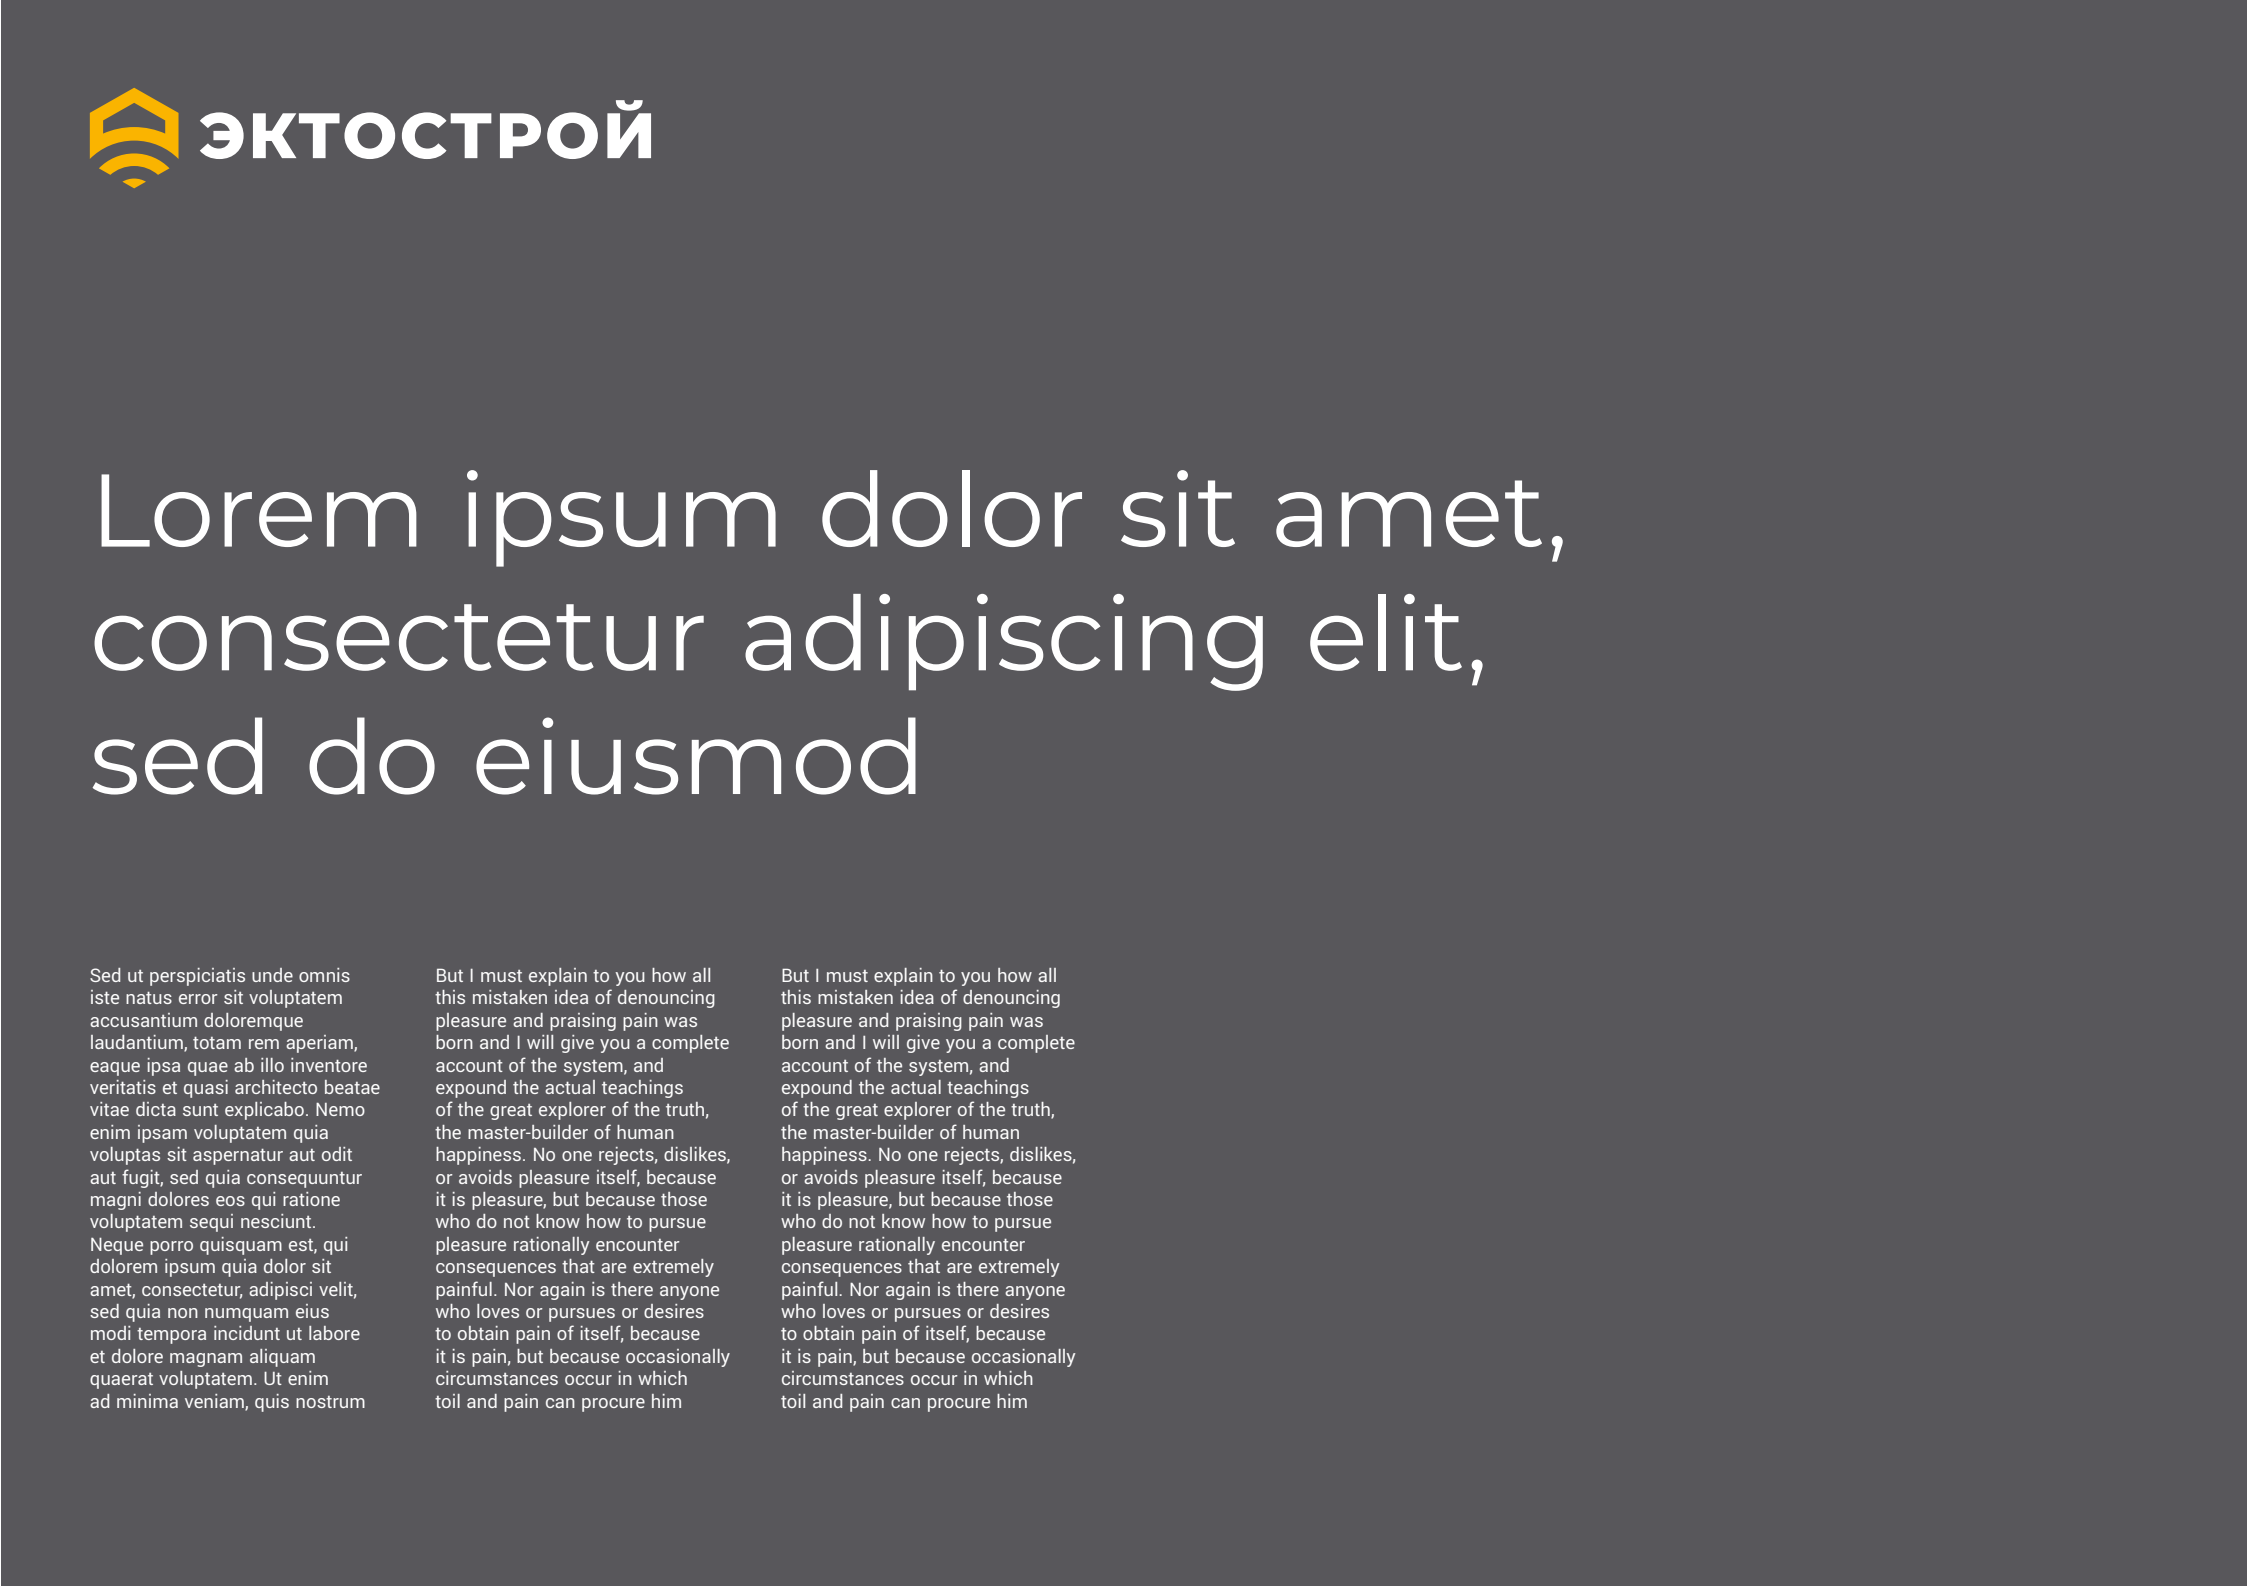 ЭКТОСТРОЙ
Lorem ipsum dolor sit amet,
consectetur adipiscing elit,
sed do eiusmod
Sed ut perspiciatis unde omnis
iste natus error sit voluptatem
accusantium doloremque
laudantium, totam rem aperiam,
eaque ipsa quae ab illo inventore
veritatis et quasi architecto beatae
vitae dicta sunt explicabo. Nemo
enim ipsam voluptatem quia
voluptas sit aspernatur aut odit
aut fugit, sed quia consequuntur
magni dolores eos qui ratione
voluptatem sequi nesciunt.
Neque porro quisquam est, qui
dolorem ipsum quia dolor sit
amet, consectetur, adipisci velit,
sed quia non numquam eius
modi tempora incidunt ut labore
et dolore magnam aliquam
quaerat voluptatem. Ut enim
ad minima veniam, quis nostrum
But I must explain to you how all
this mistaken idea of denouncing
pleasure and praising pain was
born and I will give you a complete
account of the system, and
expound the actual teachings
of the great explorer of the truth,
the master-builder of human
happiness. No one rejects, dislikes,
or avoids pleasure itself, because
it is pleasure, but because those
who do not know how to pursue
pleasure rationally encounter
consequences that are extremely
painful. Nor again is there anyone
who loves or pursues or desires
to obtain pain of itself, because
it is pain, but because occasionally
circumstances occur in which
toil and pain can procure him
But I must explain to you how all
this mistaken idea of denouncing
pleasure and praising pain was
born and I will give you a complete
account of the system, and
expound the actual teachings
of the great explorer of the truth,
the master-builder of human
happiness. No one rejects, dislikes,
or avoids pleasure itself, because
it is pleasure, but because those
who do not know how to pursue
pleasure rationally encounter
consequences that are extremely
painful. Nor again is there anyone
who loves or pursues or desires
to obtain pain of itself, because
it is pain, but because occasionally
circumstances occur in which
toil and pain can procure him